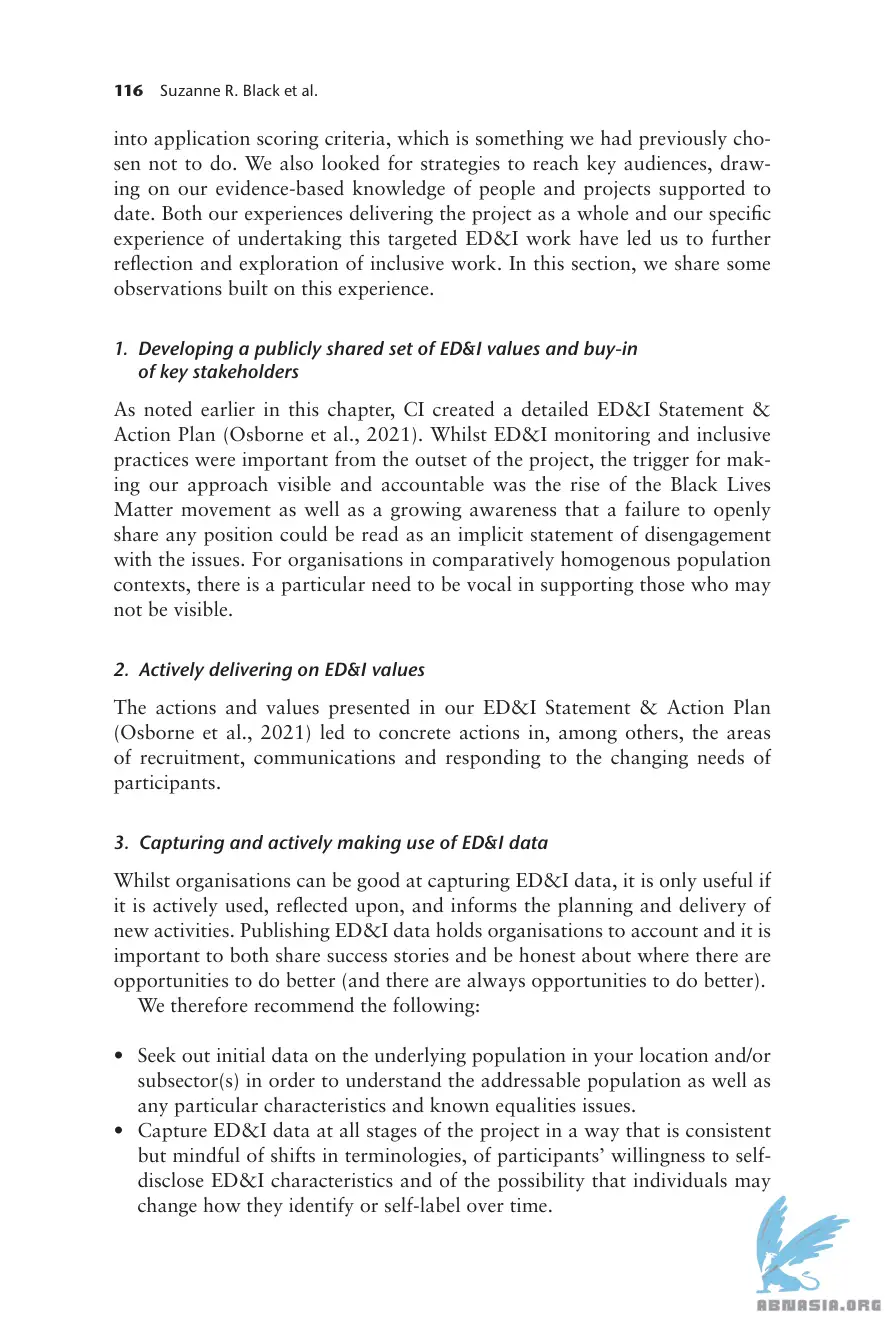 116 Suzanne R. Black et al.
into application scoring criteria, which is something we had previously cho-
sen not to do. We also looked for strategies to reach key audiences, draw-
ing on our evidence-based knowledge of people and projects supported to
date. Both our experiences delivering the project as a whole and our specific
experience of undertaking this targeted ED&I work have led us to further
reflection and exploration of inclusive work. In this section, we share some
observations built on this experience.
1. Developing a publicly shared set of ED&I values and buy-in
of key stakeholders
As noted earlier in this chapter, CI created a detailed ED&I Statement &
Action Plan (Osborne et al., 2021). Whilst ED&I monitoring and inclusive
practices were important from the outset of the project, the trigger for mak-
ing our approach visible and accountable was the rise of the Black Lives
Matter movement as well as a growing awareness that a failure to openly
share any position could be read as an implicit statement of disengagement
with the issues. For organisations in comparatively homogenous population
contexts, there is a particular need to be vocal in supporting those who may
not be visible.
2. Actively delivering on ED&I values
The actions and values presented in our ED&I Statement & Action Plan
(Osborne et al., 2021) led to concrete actions in, among others, the areas
of recruitment, communications and responding to the changing needs of
participants.
3. Capturing and actively making use of ED&I data
Whilst organisations can be good at capturing ED&I data, it is only useful if
it is actively used, reflected upon, and informs the planning and delivery of
new activities. Publishing ED&I data holds organisations to account and it is
important to both share success stories and be honest about where there are
opportunities to do better (and there are always opportunities to do better).
We therefore recommend the following:
• Seek out initial data on the underlying population in your location and/or
subsector(s) in order to understand the addressable population as well as
any particular characteristics and known equalities issues.
• Capture ED&I data at all stages of the project in a way that is consistent
but mindful of shifts in terminologies, of participants' willingness to self-
disclose ED&I characteristics and of the possibility that individuals may
change how they identify or self-label over time.
ABNASIA.ORG